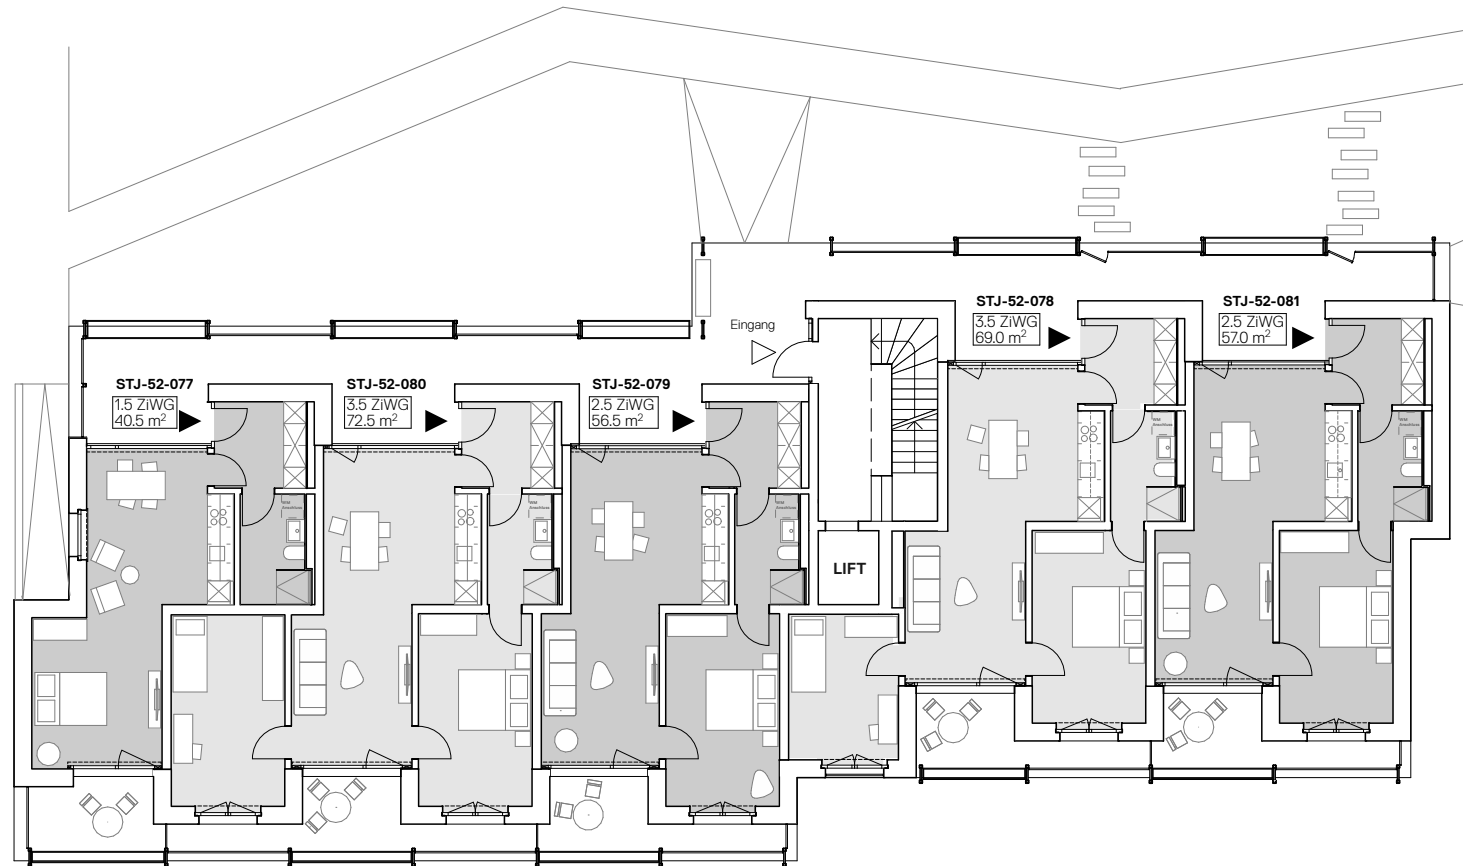 STJ-52-078
3.5 ZiWG
69.0 m²
STJ-52-081
2.5 ZiWG
57.0 m²
Eingang
STJ-52-077
1.5 ZiWG
40.5 m²
STJ-52-080
3.5 ZiWG
72.5 m²
STJ-52-079
2.5 ZiWG
56.5 m²
LIFT